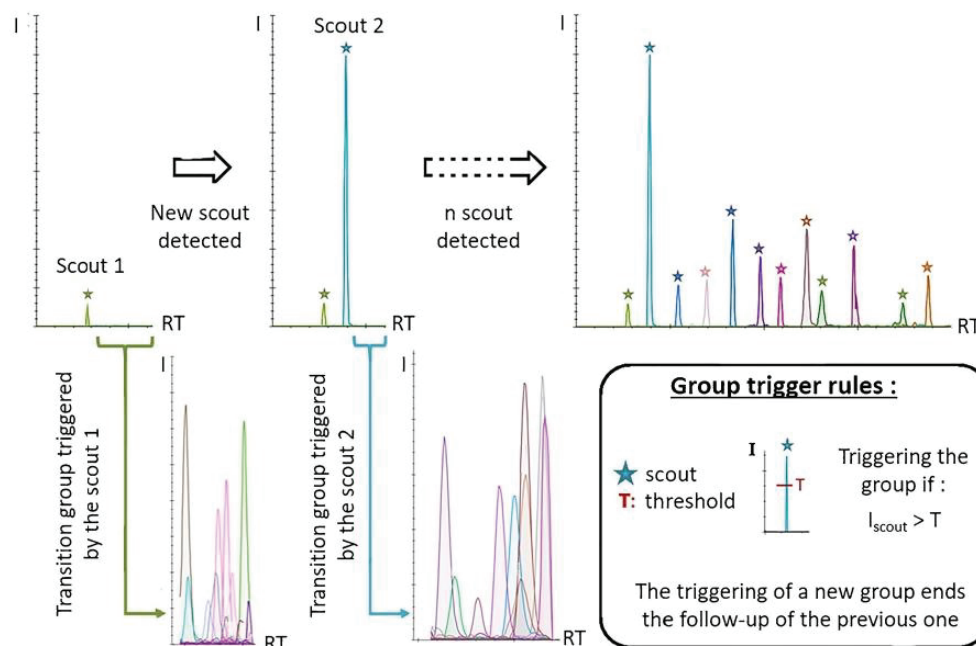 I
Scout 1
RT
New scout
detected
I
Scout 2
RT
n scout
detected
I
RT
Transition group triggered
by the scout 1
I
RT
Transition group triggered
by the scout 2
I
RT
Group trigger rules :
scout
T: threshold
I
T
Triggering the
group if :
Iscout > T
The triggering of a new group ends
the follow-up of the previous one